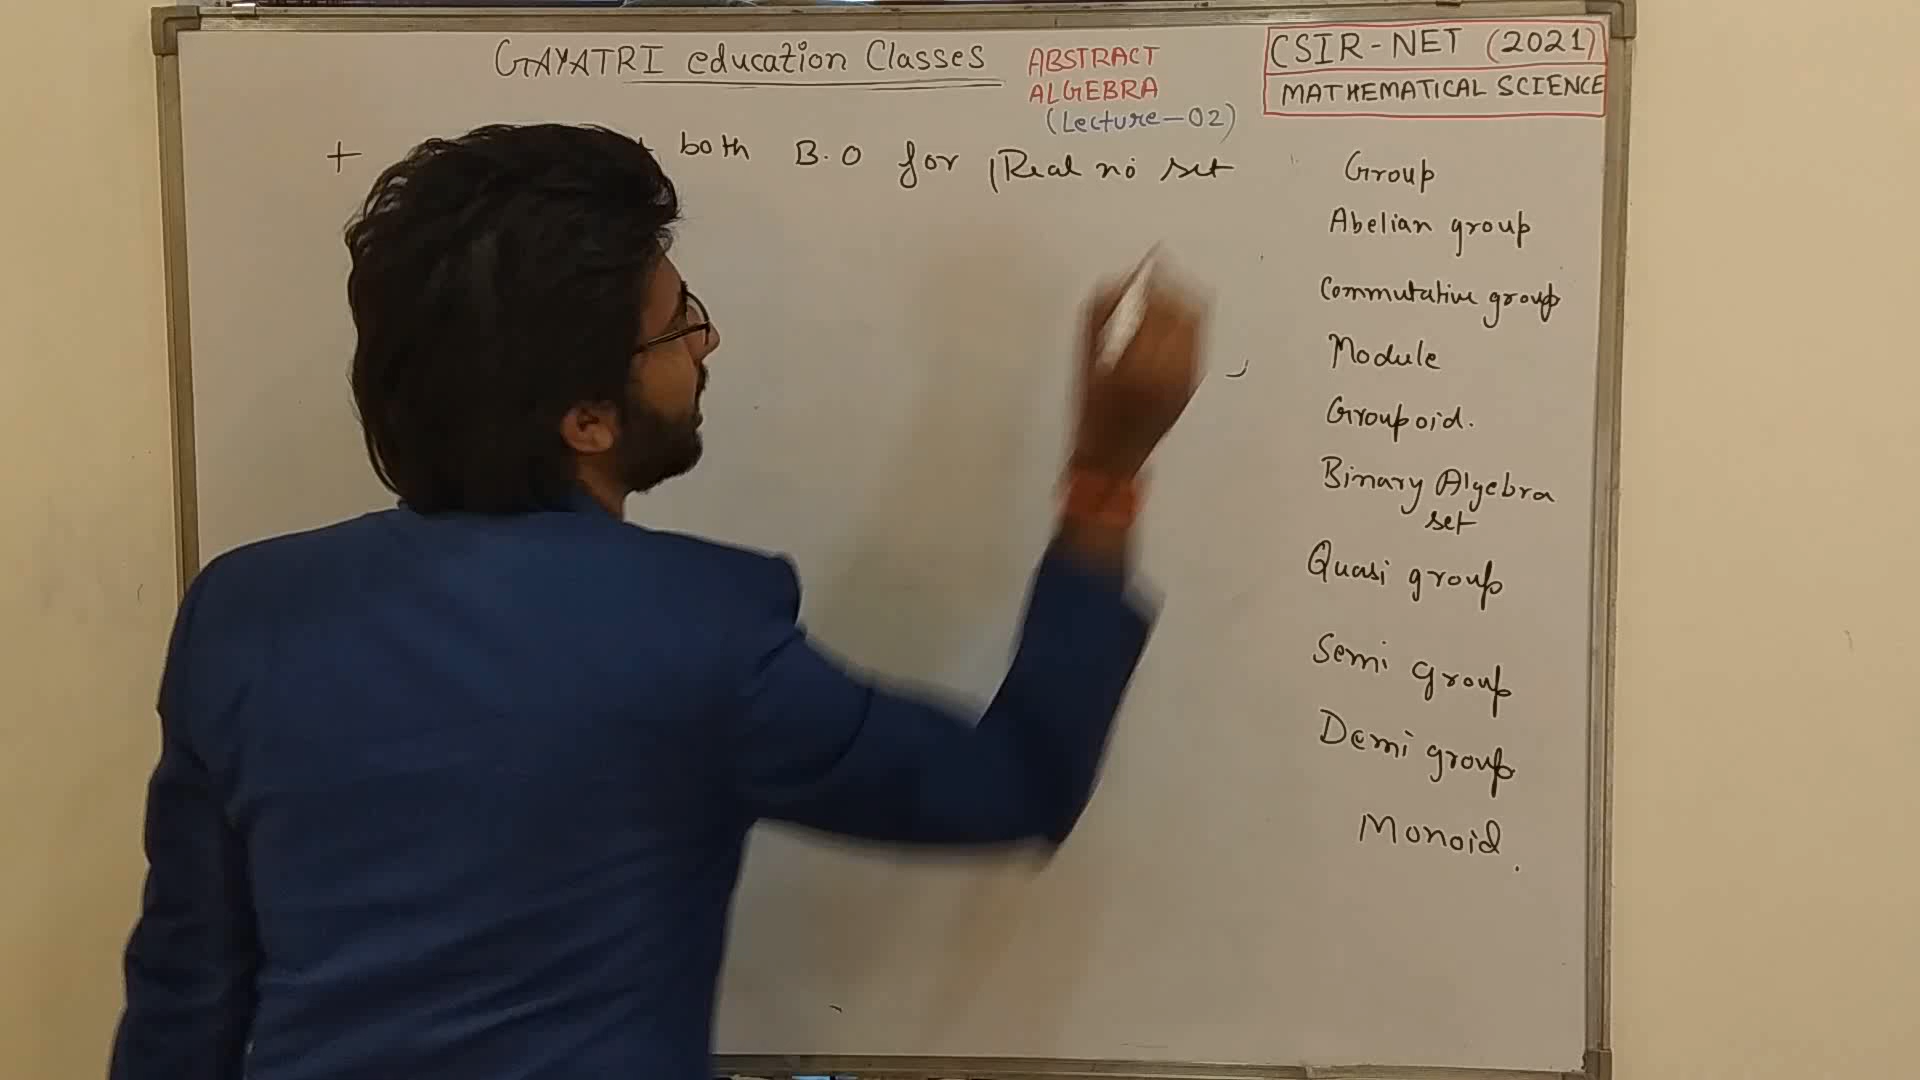 GAYATRI education Classes
ABSTRACT
ALGEBRA
(Lecture-02)
CSIR-NET (2021)
MATHEMATICAL SCIENCE
+ both B.O for Real no set
Group
Abelian group
Commutative group
Module
Groupoid.
Binary Algebra
set
Quasi group
Semi group
Demi group
Monoid.